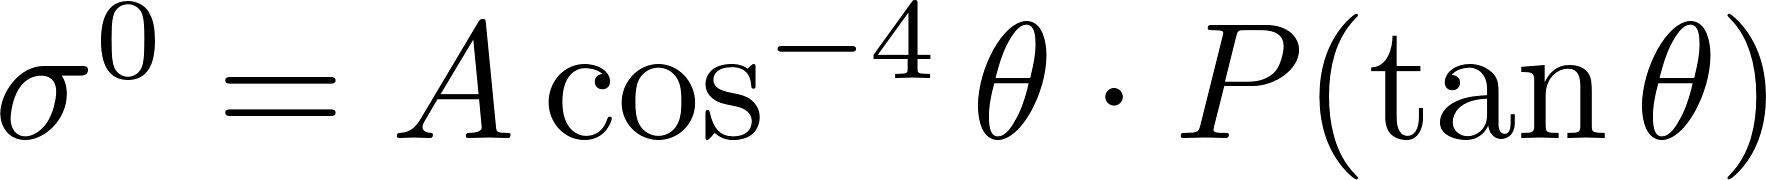 σ⁰ = A cos⁻⁴ θ · P(tan θ)